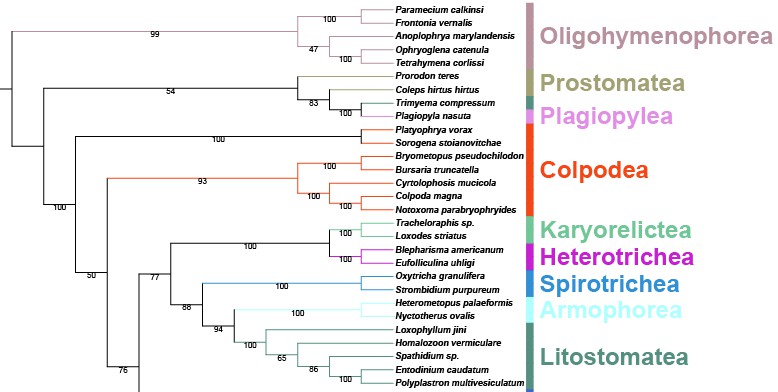 Paramecium calkinsi
100
Frontonia vernalis
Oligohymenophorea
99
Anoplophrya marylandensis
47
Ophryoglena catenula
100
Tetrahymena corlissi
Prorodon teres
Prostomatea
54
Coleps hirtus hirtus
83
Trimyema compressum
100
Plagiopyla nasuta
Plagiopylea
Platyophrya vorax
100
Sorogena stoianovitchae
Bryometopus pseudochilodon
100
Bursaria truncatella
Colpodea
93
Cyrtolophosis mucicola
100
Colpoda magna
100
Notoxoma parabryophryides
100
Tracheloraphis sp.
100
Loxodes striatus
Karyorelictea
100
Blepharisma americanum
100
Eufolliculina uhligi
Heterotrichea
50
77
Oxytricha granulifera
100
Strombidium purpureum
Spirotrichea
88
Heterometopus palaeformis
100
Nyctotherus ovalis
Armophorea
94
Loxophyllum jini
100
Homalozoon vermiculare
65
Spathidium sp.
Litostomatea
76
86
Entodinium caudatum
100
Polyplastron multivesiculatum